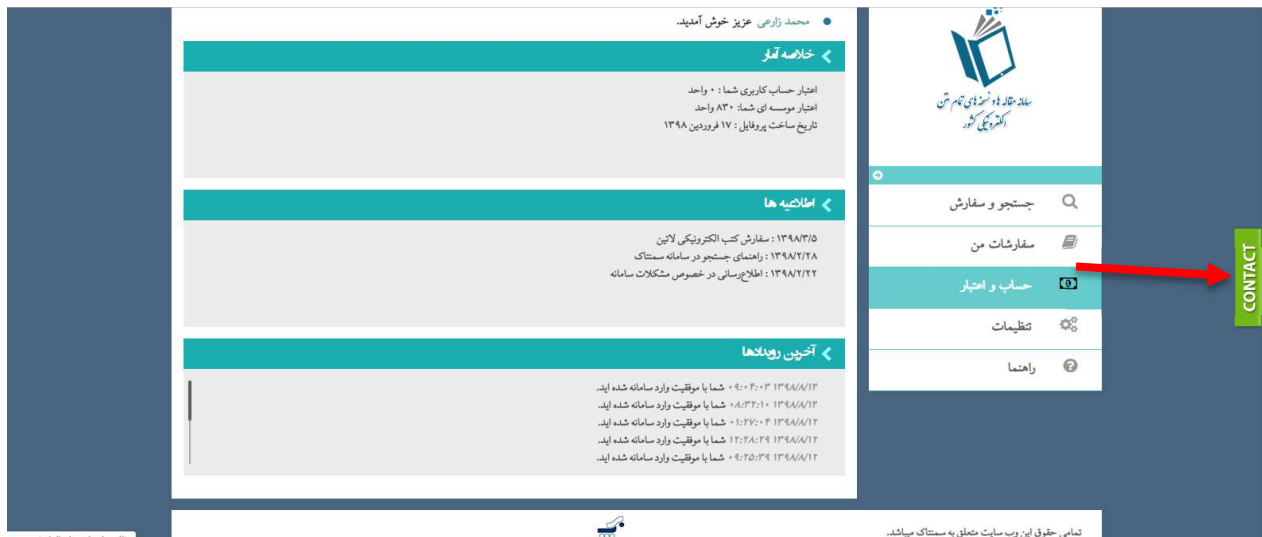 محمد زارعی عزیز خوش آمدید.
خلاصه آمار
اعتبار حساب کاربری شما : ۰ واحد
اعتبار موسسه ای شما: ۸۳۰ واحد
تاریخ ساخت پروفایل : ۱۷ فروردین ۱۳۹۸
اطلاعیه ها
۱۳۹۸/۳/۵ : سفارش کتب الکترونیکی لاتین
۱۳۹۸/۲/۲۸ : راهنمای جستجو در سامانه سمنتاک
۱۳۹۸/۲/۲۲ : اطلاع‌رسانی در خصوص مشکلات سامانه
آخرین رویدادها
۱۳۹۸/۸/۱۳ ۰۹:۰۴:۰۳ شما با موفقیت وارد سامانه شده اید.
۱۳۹۸/۸/۱۳ ۰۸:۳۲:۱۰ شما با موفقیت وارد سامانه شده اید.
۱۳۹۸/۸/۱۲ ۰۱:۲۷:۰۴ شما با موفقیت وارد سامانه شده اید.
۱۳۹۸/۸/۱۲ ۱۲:۲۸:۲۹ شما با موفقیت وارد سامانه شده اید.
۱۳۹۸/۸/۱۲ ۰۹:۲۵:۳۹ شما با موفقیت وارد سامانه شده اید.
سامانه مقاله ها و نسخه های تمام متن
الکترونیکی کشور
جستجو و سفارش
سفارشات من
حساب و اعتبار
تنظیمات
راهنما
CONTACT
تمامی حقوق این وب سایت متعلق به سمنتاک میباشد.